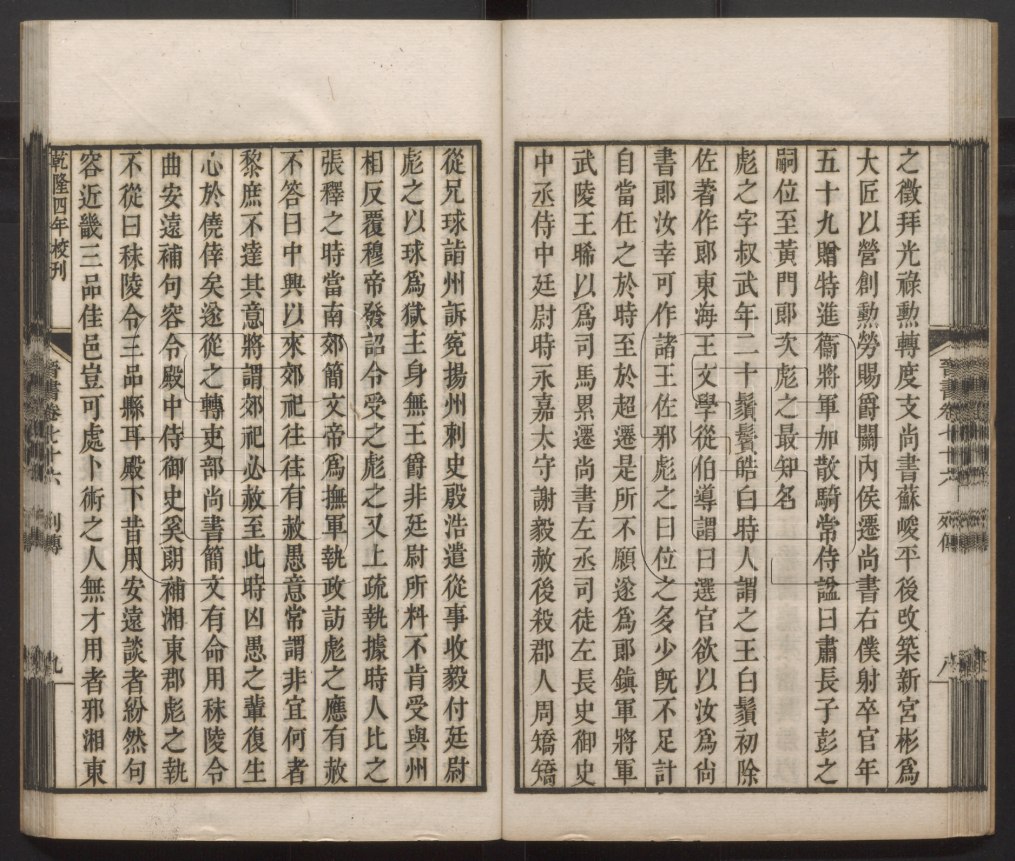 之徵拜光祿勲轉度支尚書蘇峻平後改築新宮彬爲
大匠以營創勲勞賜爵關內侯遷尚書右僕射卒官年
五十九贈特進衞將軍加散騎常侍諡曰肅長子彭之
嗣位至黃門郎次彪之最知名
彪之字叔武年二十鬚鬢皓白時人謂之王白鬚初除
佐著作郎東海王文學從伯導謂曰選官欲以汝爲尙
書郎汝幸可作諸王佐邪彪之曰位之多少旣不足計
自當任之於時至於超遷是所不願遂爲郎鎭軍將軍
武陵王晞以爲司馬累遷尚書左丞司徒左長史御史
中丞侍中廷尉時永嘉太守謝毅赦後殺郡人周矯矯
晉書卷七十六 列傳 八
從兄球詣州訴寃揚州刺史殷浩遣從事收毅付廷尉
彪之以球爲獄主身無王爵非廷尉所料不肯受與州
相反覆穆帝發詔令受之彪之又上疏執據時人比之
張釋之時當南郊簡文帝爲撫軍執政訪彪之應有赦
不答曰中興以來郊祀往往有赦愚意常謂非宜何者
黎庶不達其意將謂郊祀必赦至此時凶愚之輩復生
心於僥倖矣遂從之轉吏部尚書簡文有命用秣陵令
曲安遠補句容令殿中侍御史奚朗補湘東郡彪之執
不從曰秣陵令三品縣耳殿下昔用安遠談者紛然句
容近畿三品佳邑豈可處卜術之人無才用者邪湘東
乾隆四年校刊
晉書卷七十六 列傳 九